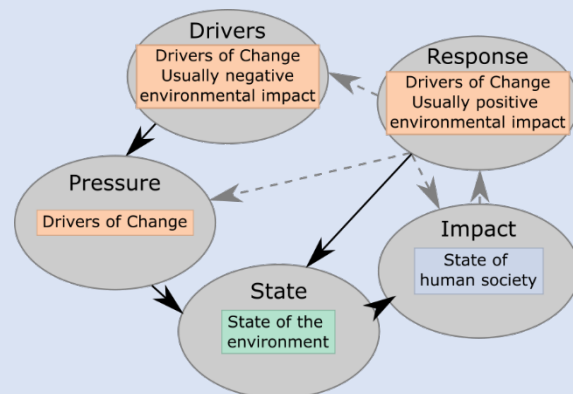 Drivers
Drivers of Change
Usually negative
environmental impact
Response
Drivers of Change
Usually positive
environmental impact
Pressure
Drivers of Change
Impact
State of
human society
State
State of the
environment